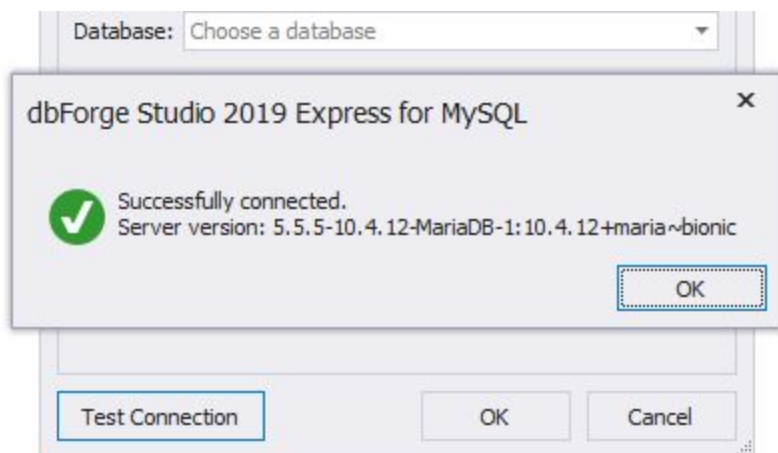 Database: Choose a database
dbForge Studio 2019 Express for MySQL
Successfully connected.
Server version: 5.5.5-10.4.12-MariaDB-1:10.4.12+maria~bionic
OK
Test Connection OK Cancel